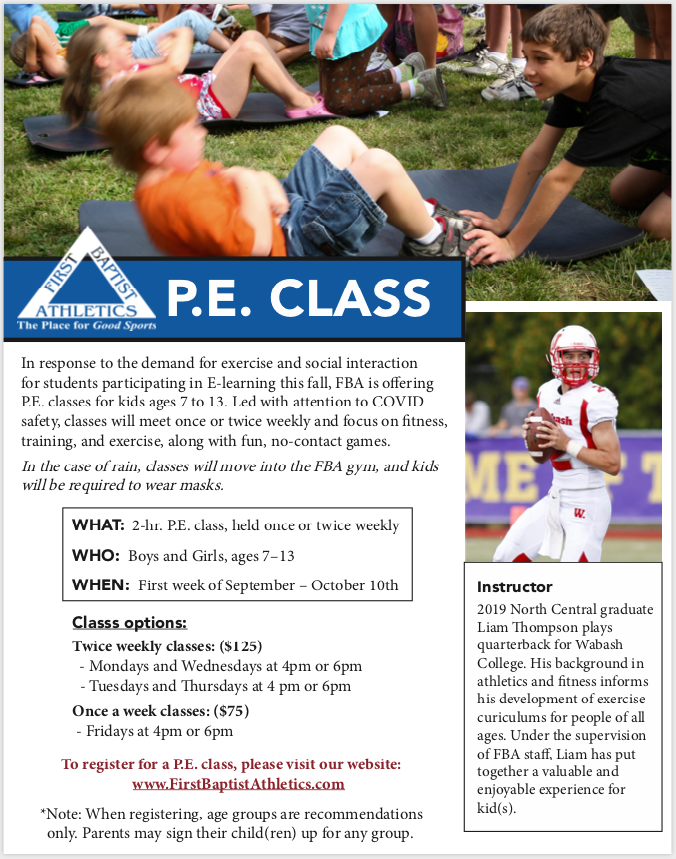 FIRST BAPTIST
ATHLETICS
The Place for Good Sports
P.E. CLASS
In response to the demand for exercise and social interaction
for students participating in E-learning this fall, FBA is offering
P.E. classes for kids ages 7 to 13. Led with attention to COVID
safety, classes will meet once or twice weekly and focus on fitness,
training, and exercise, along with fun, no-contact games.
In the case of rain, classes will move into the FBA gym, and kids
will be required to wear masks.
WHAT: 2-hr. P.E. class, held once or twice weekly
WHO: Boys and Girls, ages 7–13
WHEN: First week of September – October 10th
Classs options:
Twice weekly classes: ($125)
- Mondays and Wednesdays at 4pm or 6pm
- Tuesdays and Thursdays at 4 pm or 6pm
Once a week classes: ($75)
- Fridays at 4pm or 6pm
To register for a P.E. class, please visit our website:
www.FirstBaptistAthletics.com
*Note: When registering, age groups are recommendations
only. Parents may sign their child(ren) up for any group.
ME OF T
W.
Instructor
2019 North Central graduate
Liam Thompson plays
quarterback for Wabash
College. His background in
athletics and fitness informs
his development of exercise
curiculums for people of all
ages. Under the supervision
of FBA staff, Liam has put
together a valuable and
enjoyable experience for
kid(s).